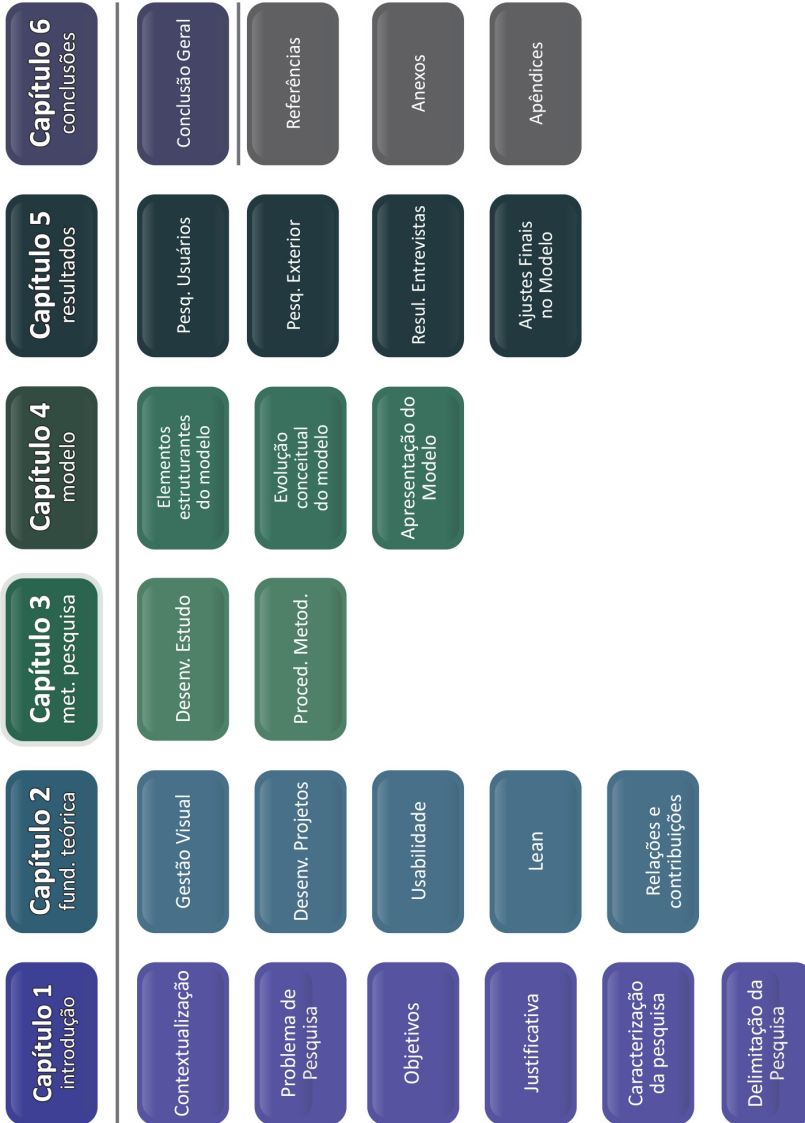 Capítulo 1
introdução
Contextualização
Problema de
Pesquisa
Objetivos
Justificativa
Caracterização
da pesquisa
Delimitação da
Pesquisa
Capítulo 2
fund. teórica
Gestão Visual
Desenv. Projetos
Usabilidade
Lean
Relações e
contribuições
Capítulo 3
met. pesquisa
Desenv. Estudo
Proced. Metod.
Capítulo 4
modelo
Elementos
estruturantes
do modelo
Evolução
conceitual
do modelo
Apresentação do
Modelo
Capítulo 5
resultados
Pesq. Usuários
Pesq. Exterior
Resul. Entrevistas
Ajustes Finais
no Modelo
Capítulo 6
conclusões
Conclusão Geral
Referências
Anexos
Apêndices